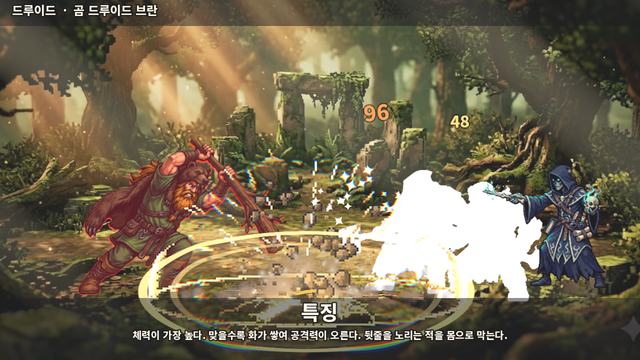 드루이드 · 곰 드루이드 브란
96
48
특징
체력이 가장 높다. 맞을수록 화가 쌓여 공격력이 오른다. 뒷줄을 노리는 적을 몸으로 막는다.